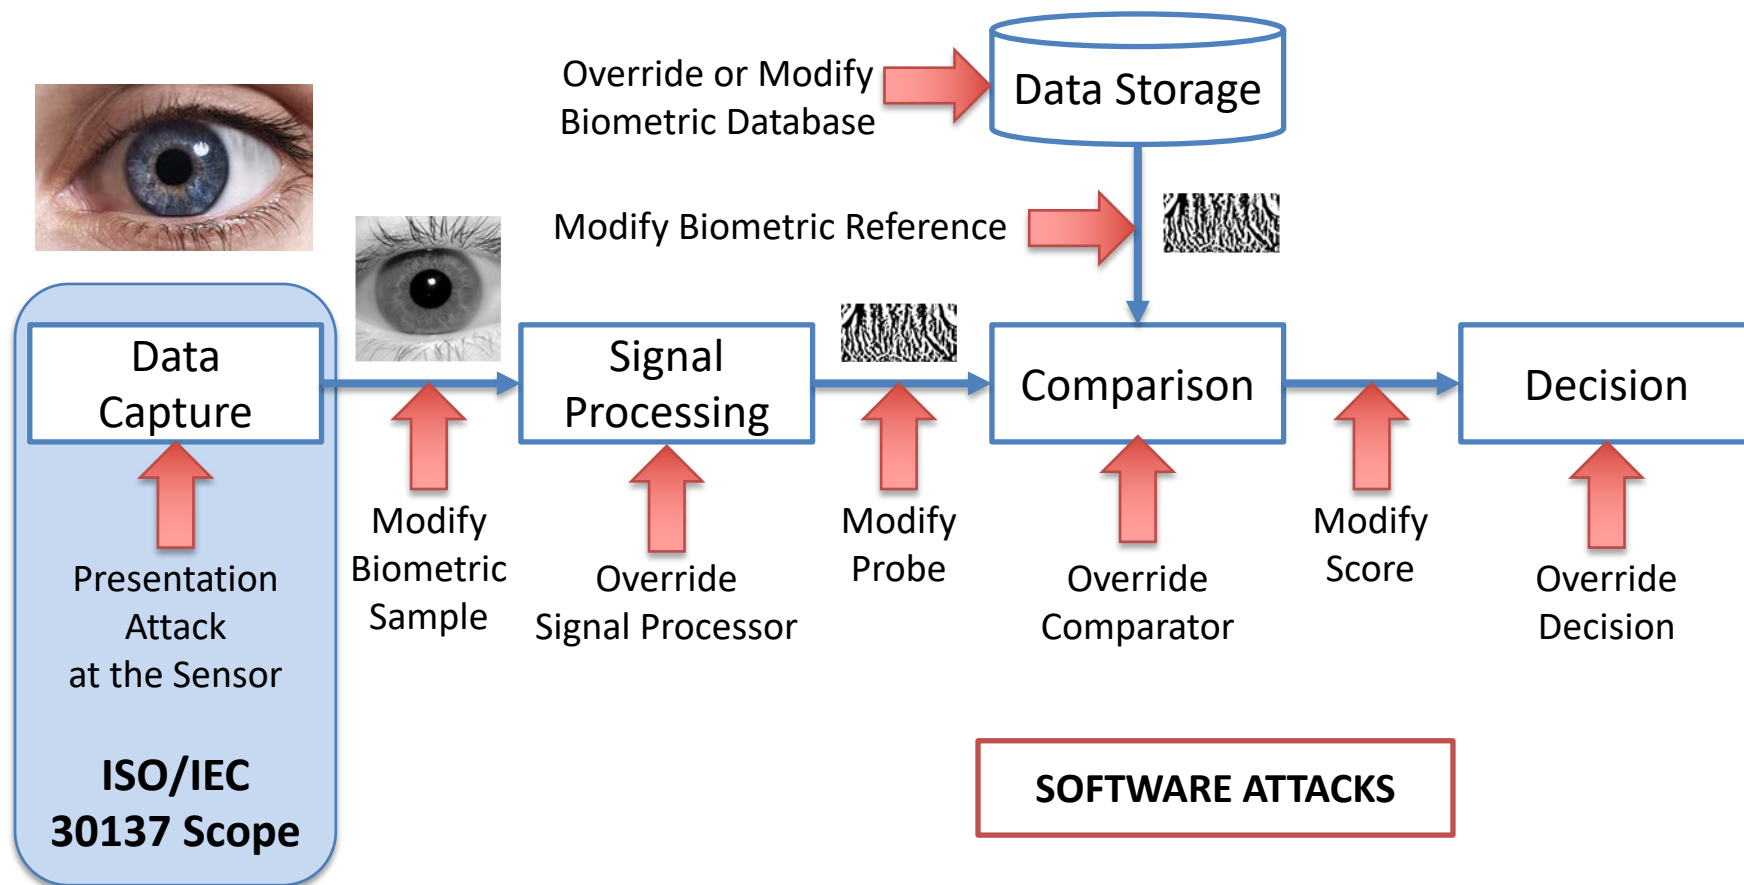 Override or Modify
Biometric Database
Data Storage
Modify Biometric Reference
Data
Capture
Signal
Processing
Comparison
Decision
Presentation
Attack
at the Sensor
Modify
Biometric
Sample
Override
Signal Processor
Modify
Probe
Override
Comparator
Modify
Score
Override
Decision
ISO/IEC
30137 Scope
SOFTWARE ATTACKS